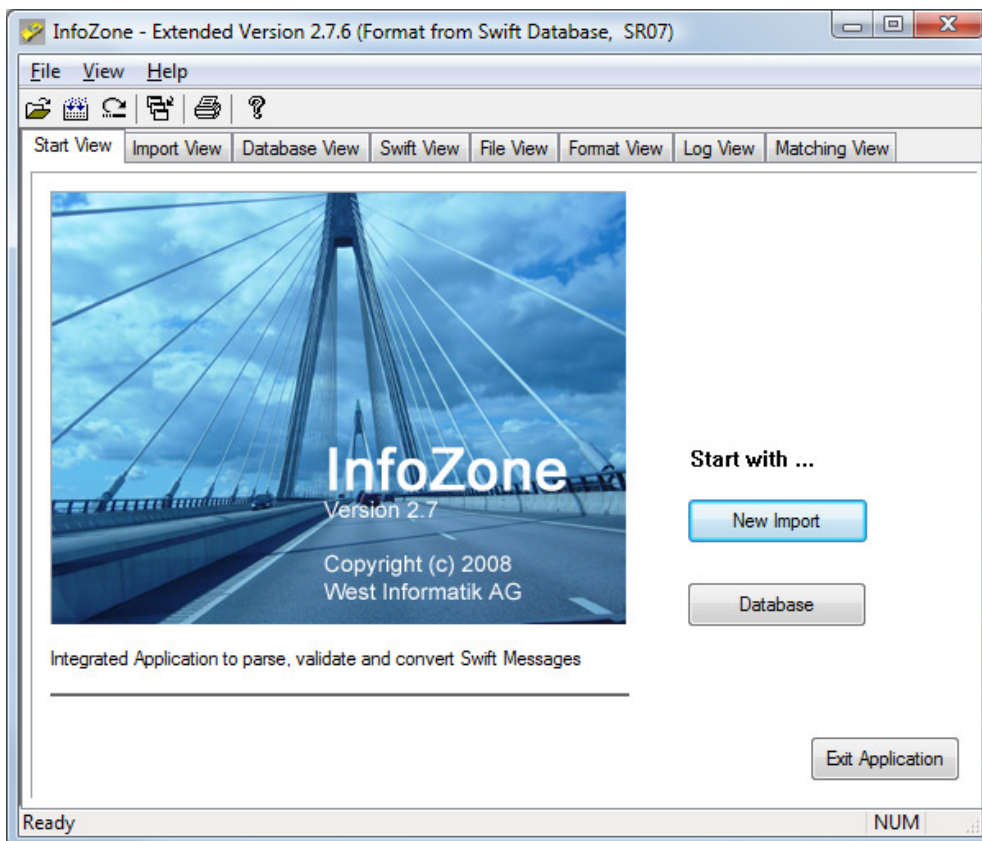 InfoZone - Extended Version 2.7.6 (Format from Swift Database, SR07)
File View Help
Start View Import View Database View Swift View File View Format View Log View Matching View
InfoZone
Version 2.7
Copyright (c) 2008
West Informatik AG
Start with ...
New Import
Database
Integrated Application to parse, validate and convert Swift Messages
Exit Application
Ready NUM